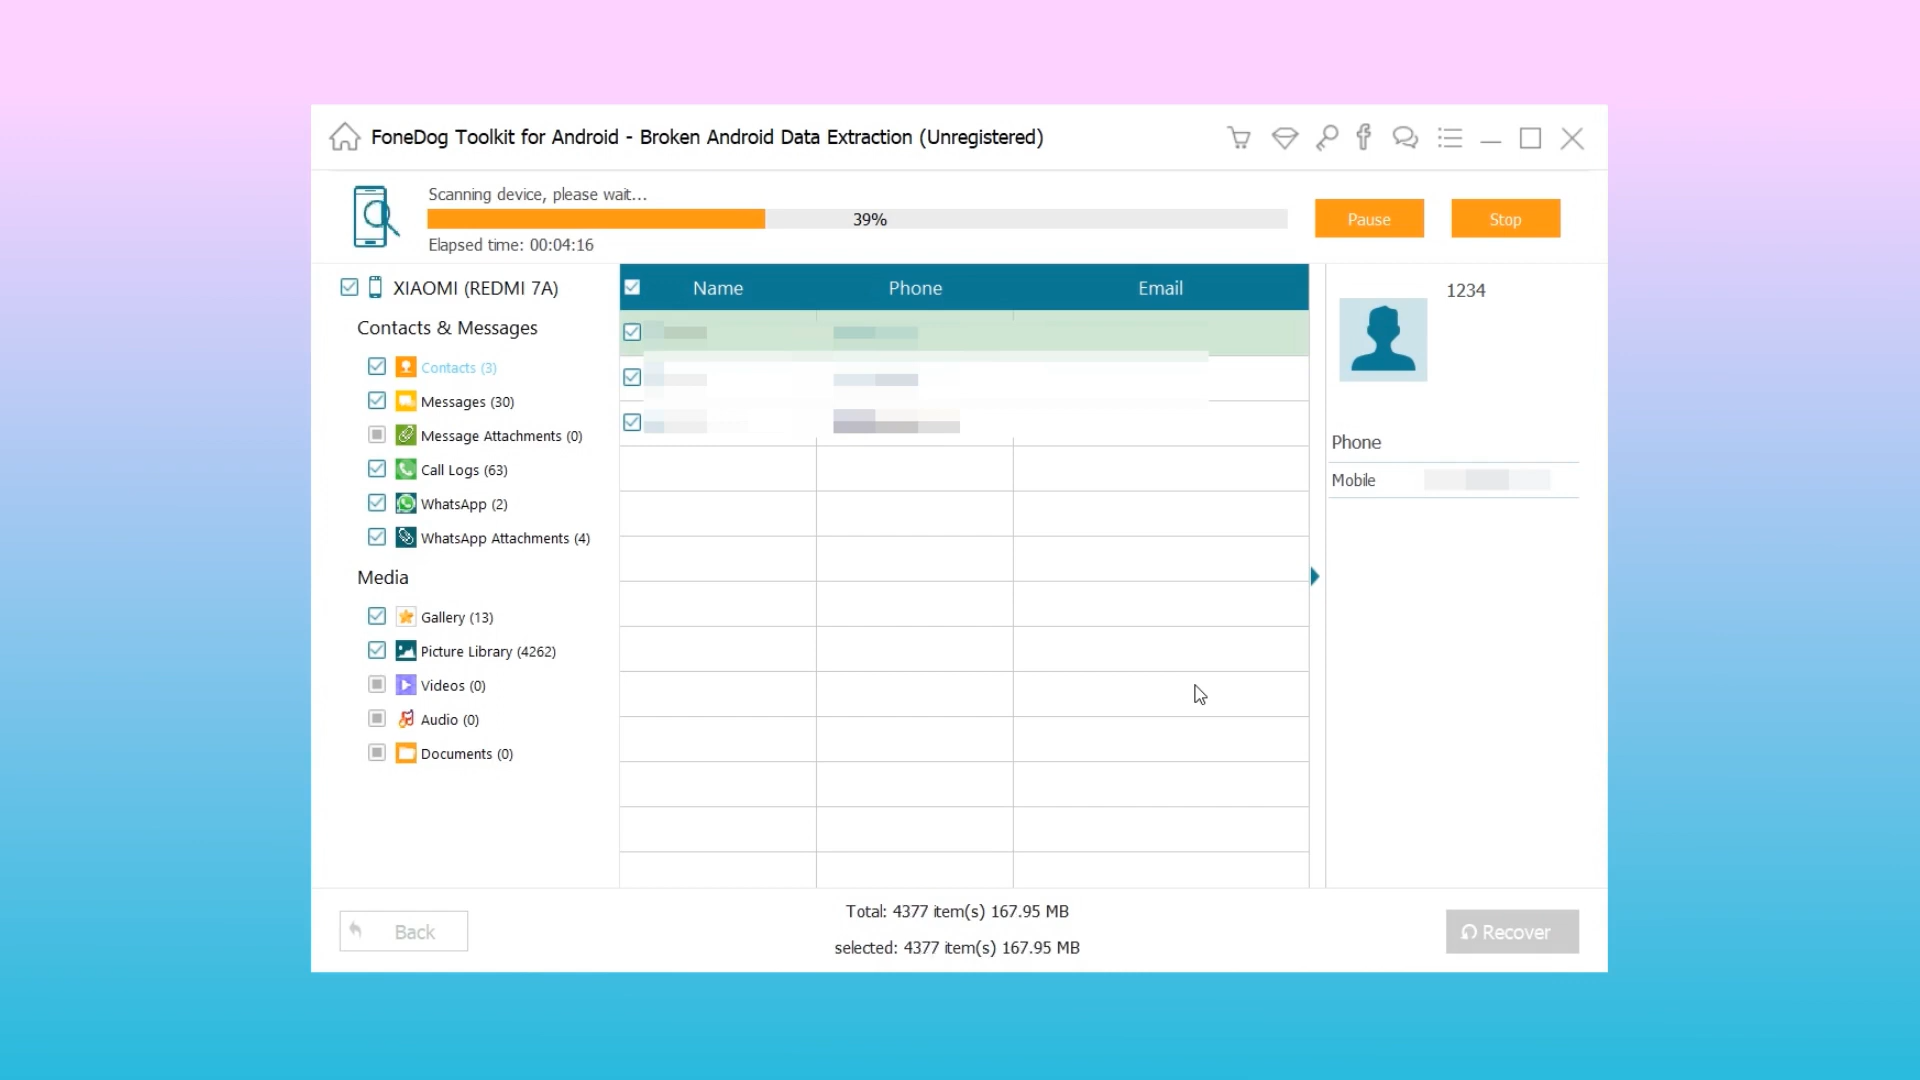 FoneDog Toolkit for Android - Broken Android Data Extraction (Unregistered)
Scanning device, please wait...
39%
Elapsed time: 00:04:16
Pause
Stop
XIAOMI (REDMI 7A)
Contacts & Messages
Contacts (3)
Messages (30)
Message Attachments (0)
Call Logs (63)
WhatsApp (2)
WhatsApp Attachments (4)
Media
Gallery (13)
Picture Library (4262)
Videos (0)
Audio (0)
Documents (0)
Name Phone Email
1234
Phone
Mobile
Back
Total: 4377 item(s) 167.95 MB
selected: 4377 item(s) 167.95 MB
Recover